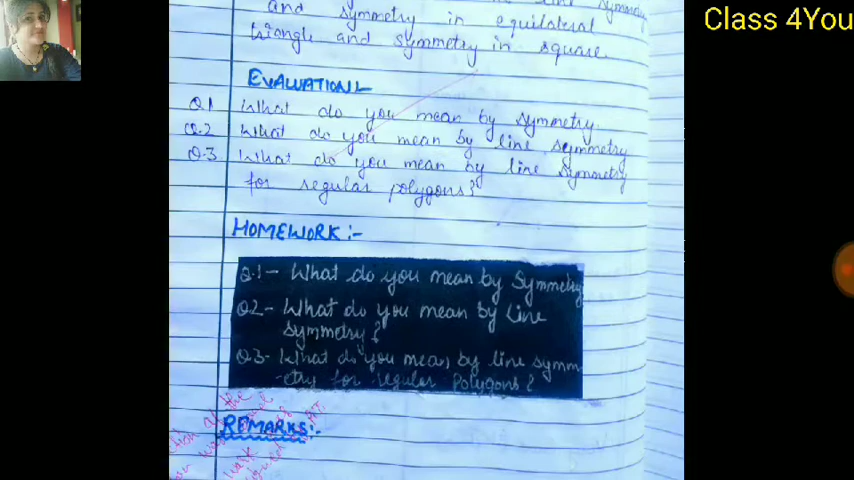 Class 4You
and symmetry in equilateral
triangle and symmetry in square.
EVALUATION:-
Q.1 What do you mean by symmetry.
Q.2 What do you mean by line symmetry
Q.3 What do you mean by line symmetry
for regular polygons?
HOMEWORK:-
Q.1- What do you mean by Symmetry
Q2- What do you mean by line
symmetry?
Q.3- What do you mean by line symm
-etry for regular polygons?
REMARKS:-